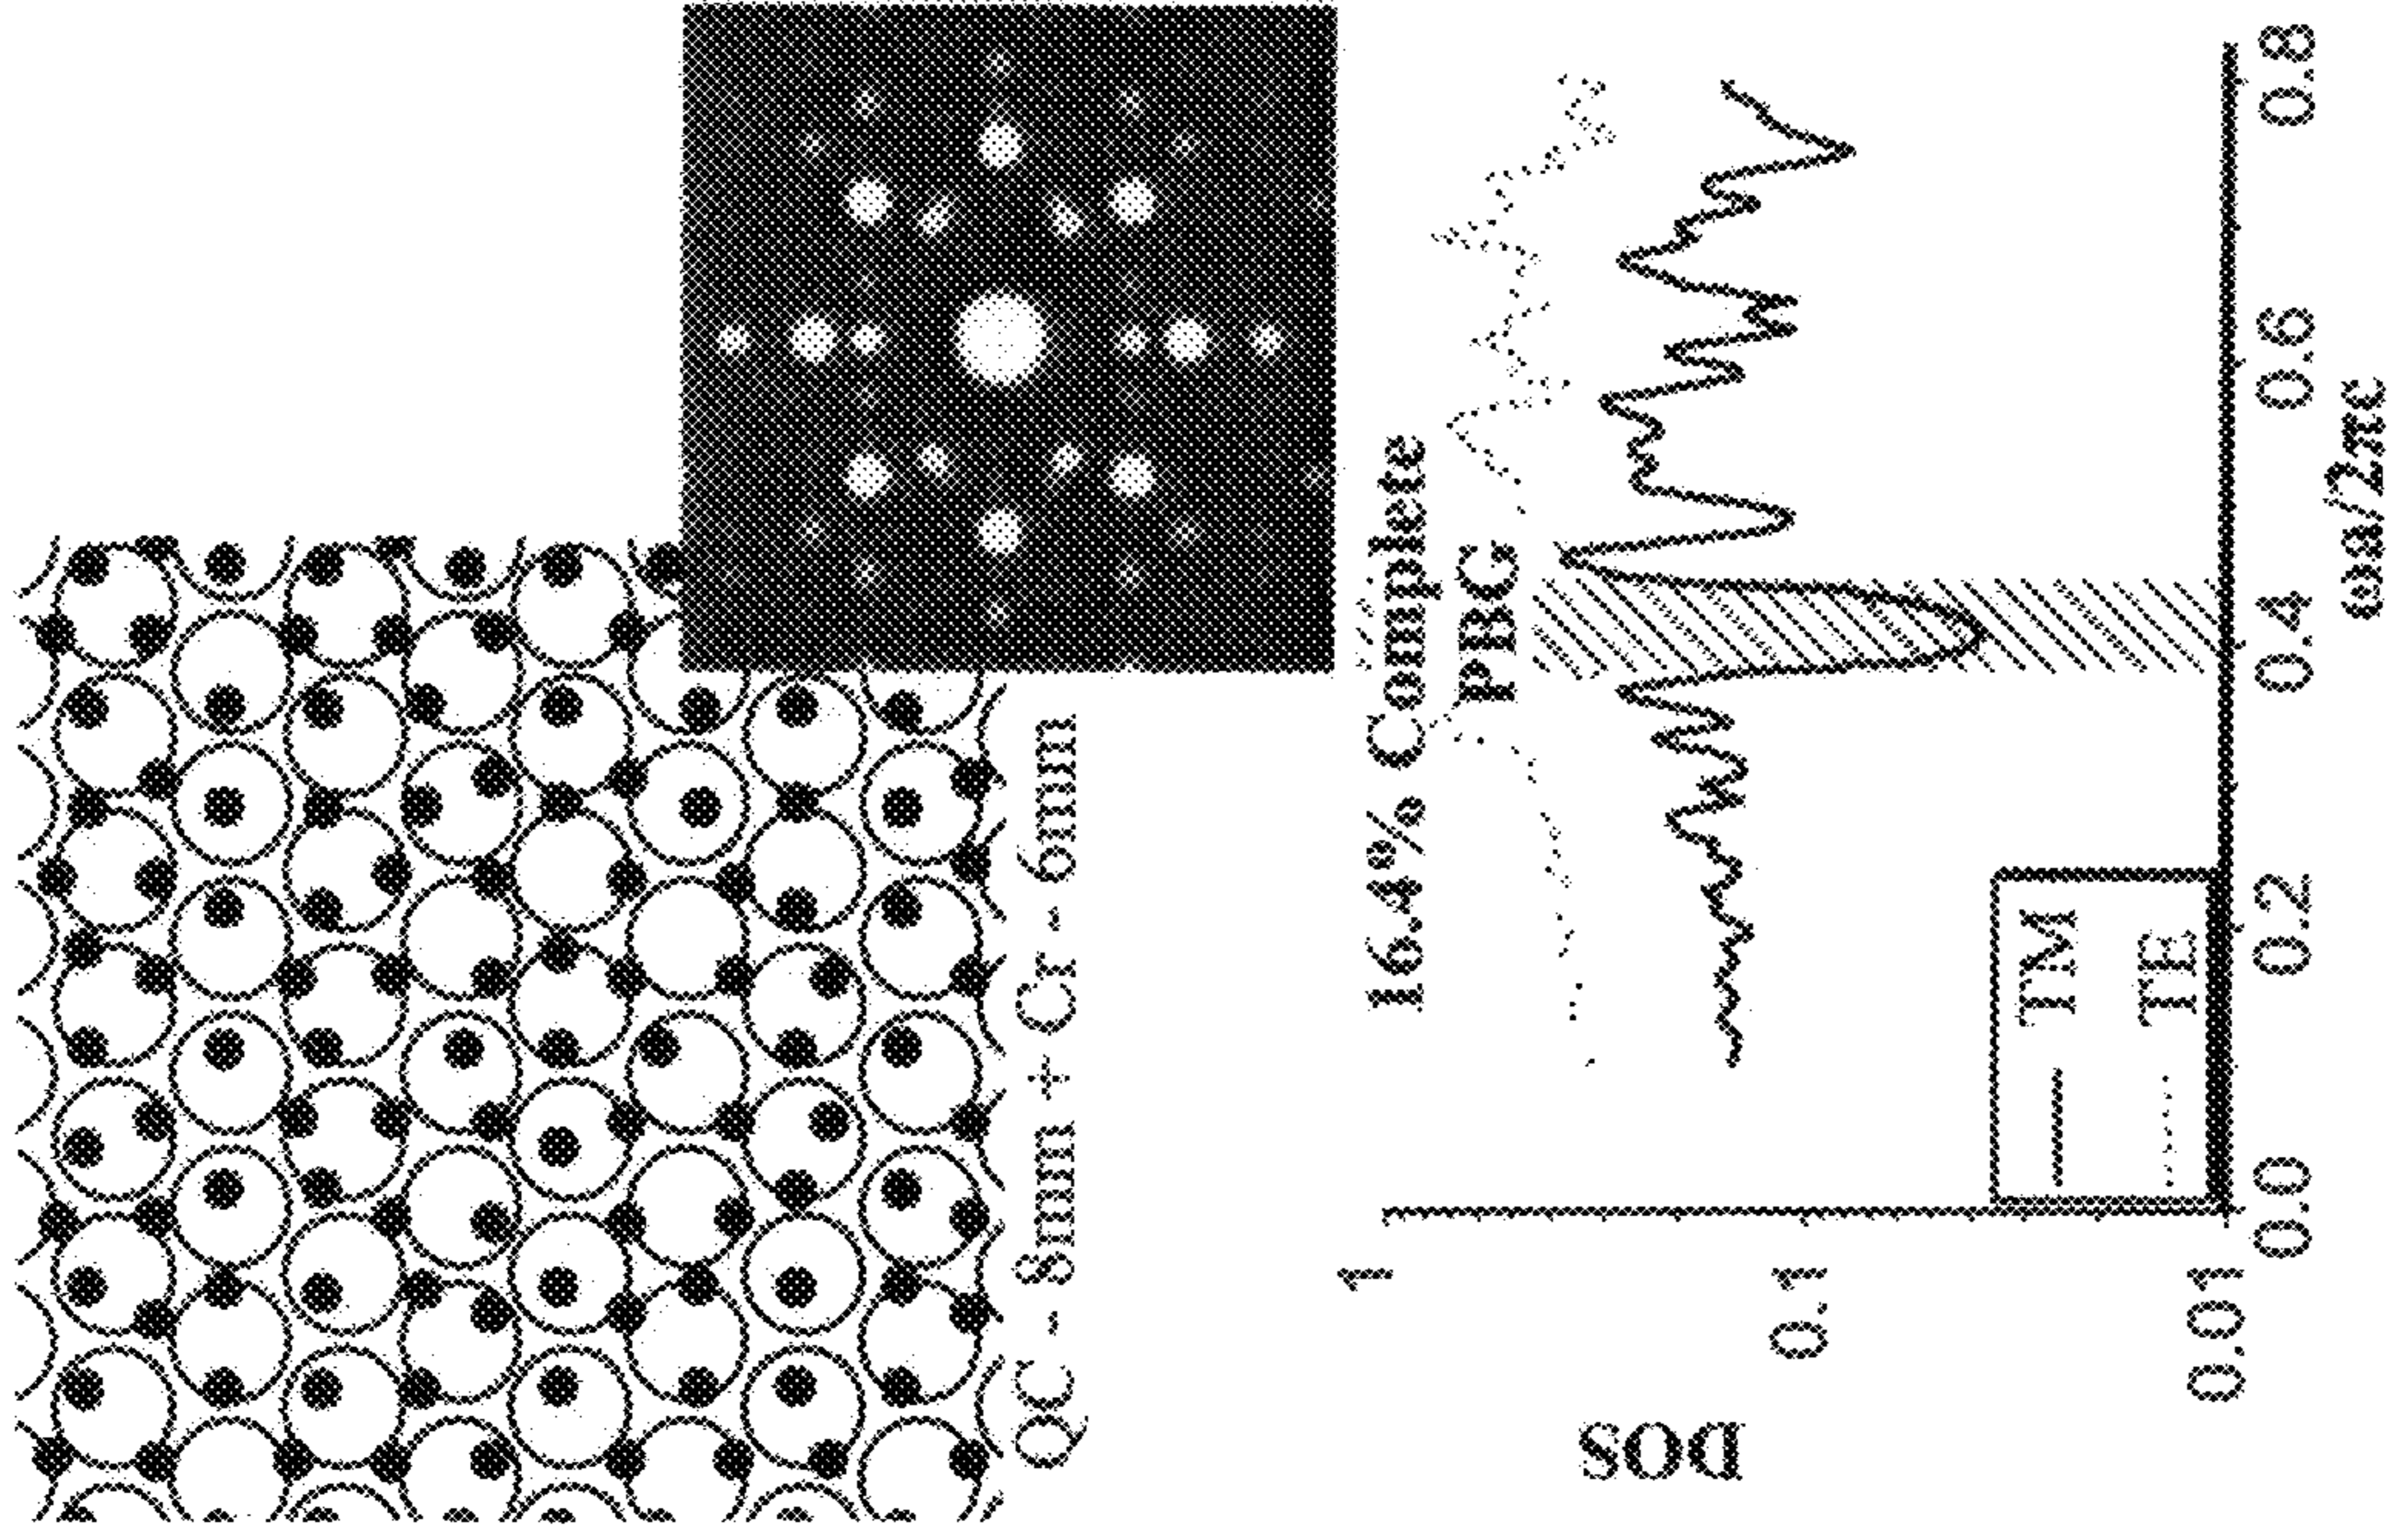 QC - 8mm + Cr - 6mm
16.4% Complete
PBG
DOS
1
0.1
0.01
TM
TE
0.0
0.2
0.4
0.6
0.8
ωa/2πc